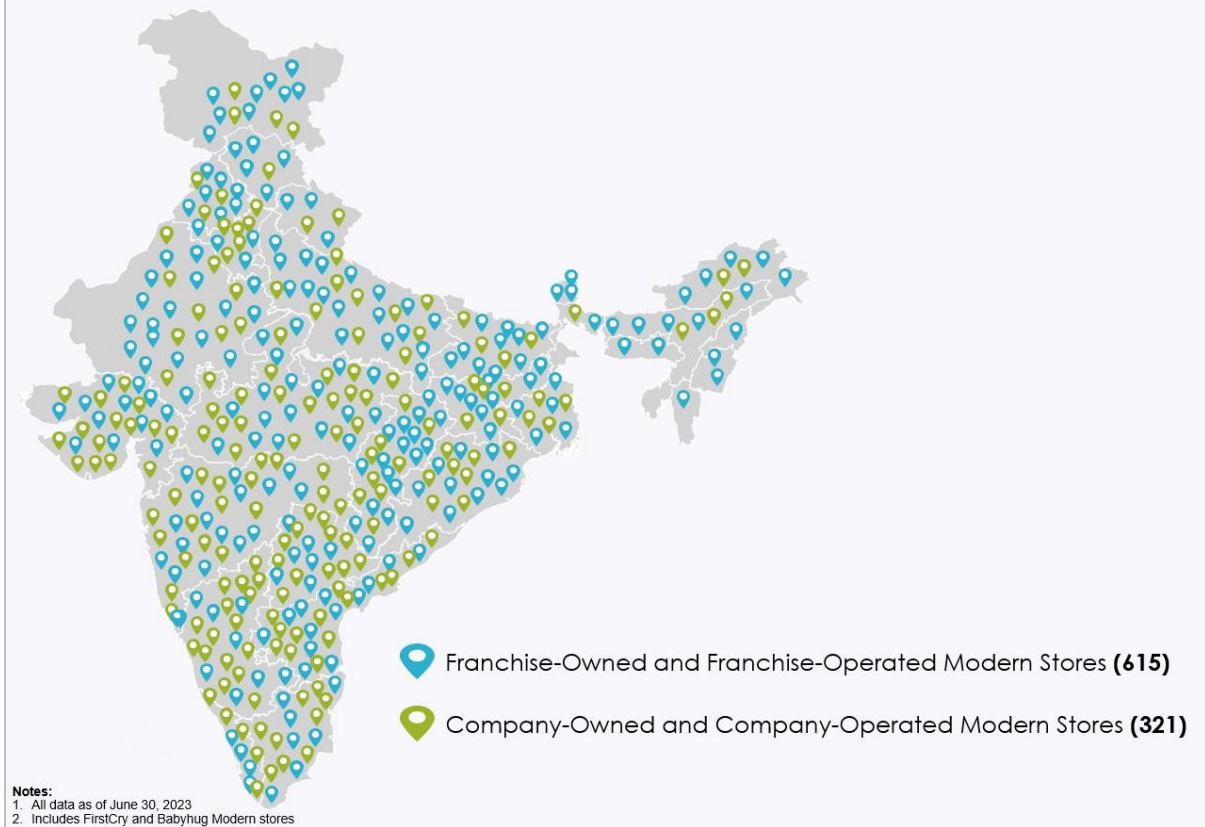 Franchise-Owned and Franchise-Operated Modern Stores (615)
Company-Owned and Company-Operated Modern Stores (321)
Notes:
1. All data as of June 30, 2023
2. Includes FirstCry and Babyhug Modern stores